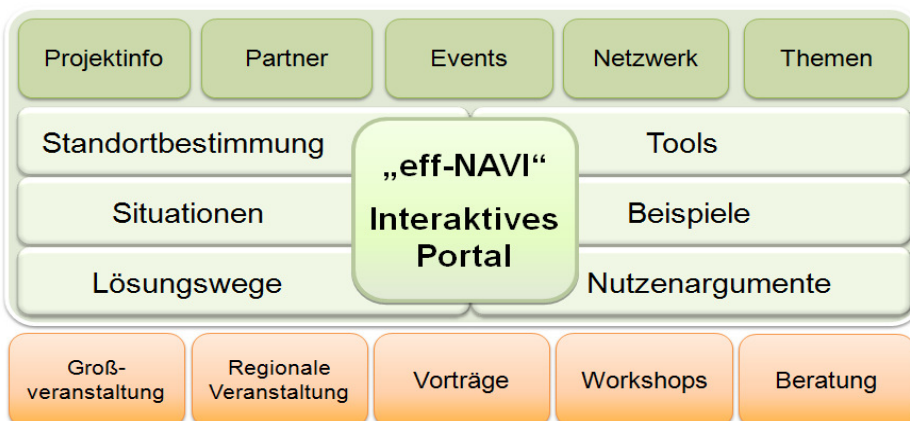 Projektinfo
Partner
Events
Netzwerk
Themen
Standortbestimmung
Situationen
Lösungswege
„eff-NAVI“
Interaktives
Portal
Tools
Beispiele
Nutzenargumente
Groß-
veranstaltung
Regionale
Veranstaltung
Vorträge
Workshops
Beratung